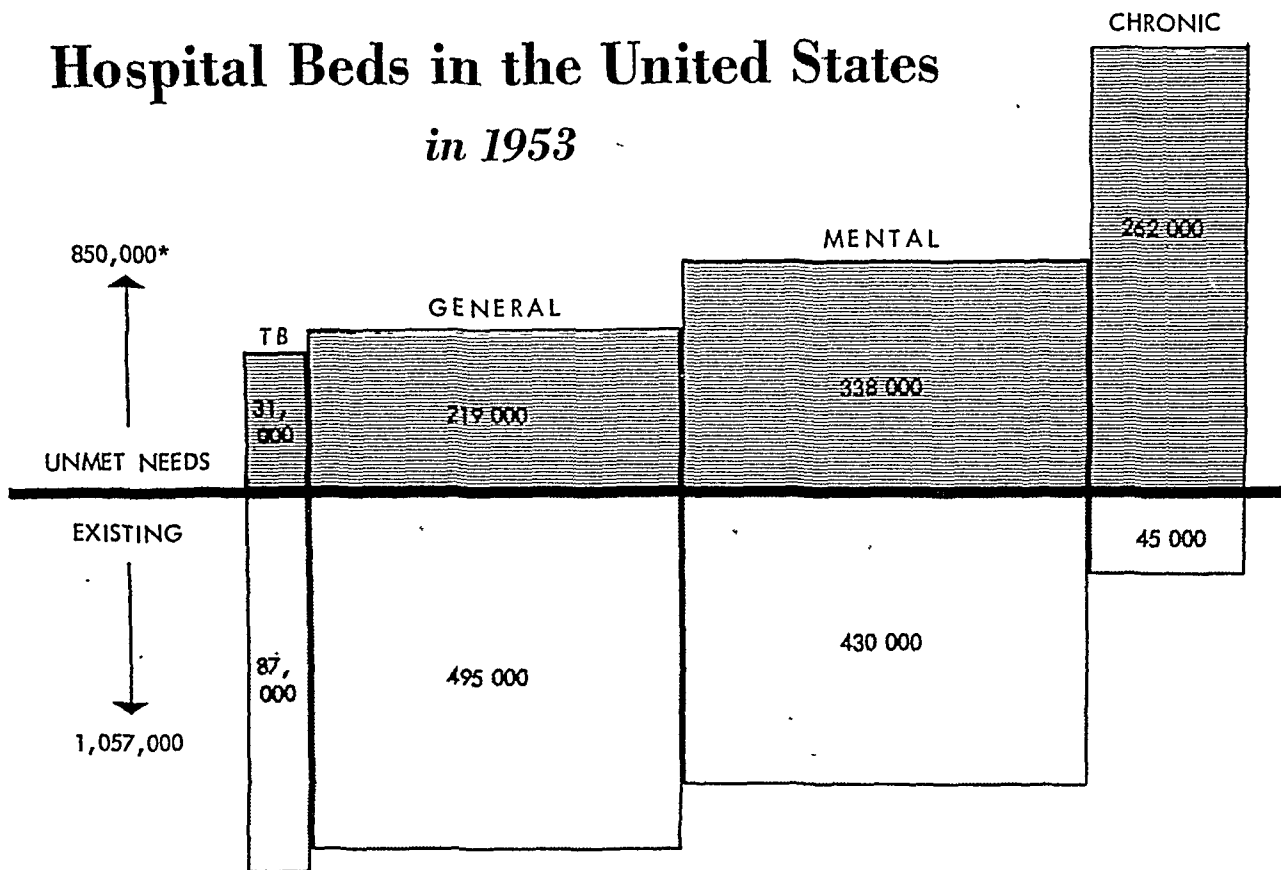 CHRONIC
Hospital Beds in the United States
in 1953
850,000*
MENTAL
262 000
GENERAL
TB
338 000
31,
000
219 000
UNMET NEEDS
EXISTING
45 000
87,
000
495 000
430 000
1,057,000